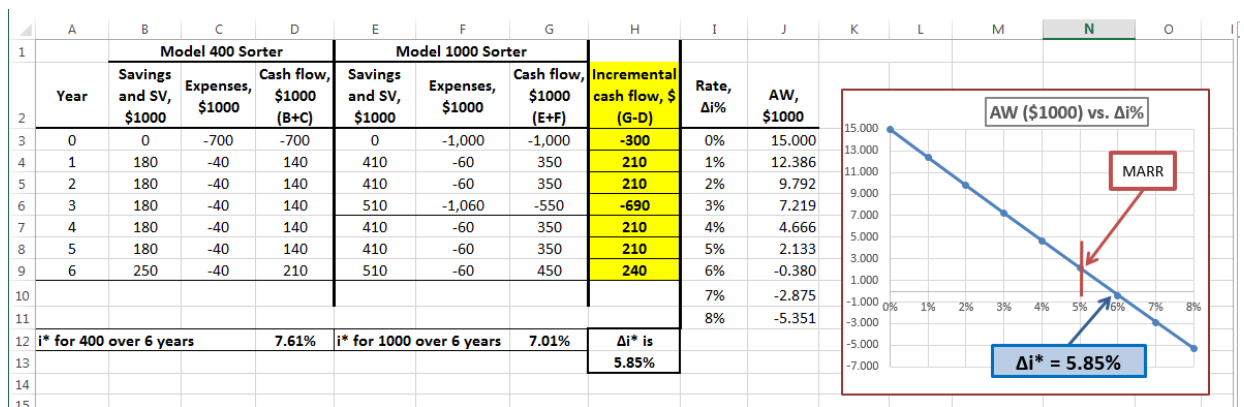 A B C D E F G H I J K L M N O
1 Model 400 Sorter Model 1000 Sorter
2 Year Savings and SV, $1000 Expenses, $1000 Cash flow, $1000 (B+C) Savings and SV, $1000 Expenses, $1000 Cash flow, $1000 (E+F) Incremental cash flow, $ (G-D) Rate, Δi% AW, $1000
3 0 0 -700 -700 0 -1,000 -1,000 -300 0% 15.000
4 1 180 -40 140 410 -60 350 210 1% 12.386
5 2 180 -40 140 410 -60 350 210 2% 9.792
6 3 180 -40 140 510 -1,060 -550 -690 3% 7.219
7 4 180 -40 140 410 -60 350 210 4% 4.666
8 5 180 -40 140 410 -60 350 210 5% 2.133
9 6 250 -40 210 510 -60 450 240 6% -0.380
10 7% -2.875
11 8% -5.351
12 i* for 400 over 6 years 7.61% i* for 1000 over 6 years 7.01% Δi* is
13 5.85%
14
15
AW ($1000) vs. Δi%
15.000
13.000
11.000
9.000
7.000
5.000
3.000
1.000
-1.000
-3.000
-5.000
-7.000
0% 1% 2% 3% 4% 5% 6% 7% 8%
MARR
Δi* = 5.85%